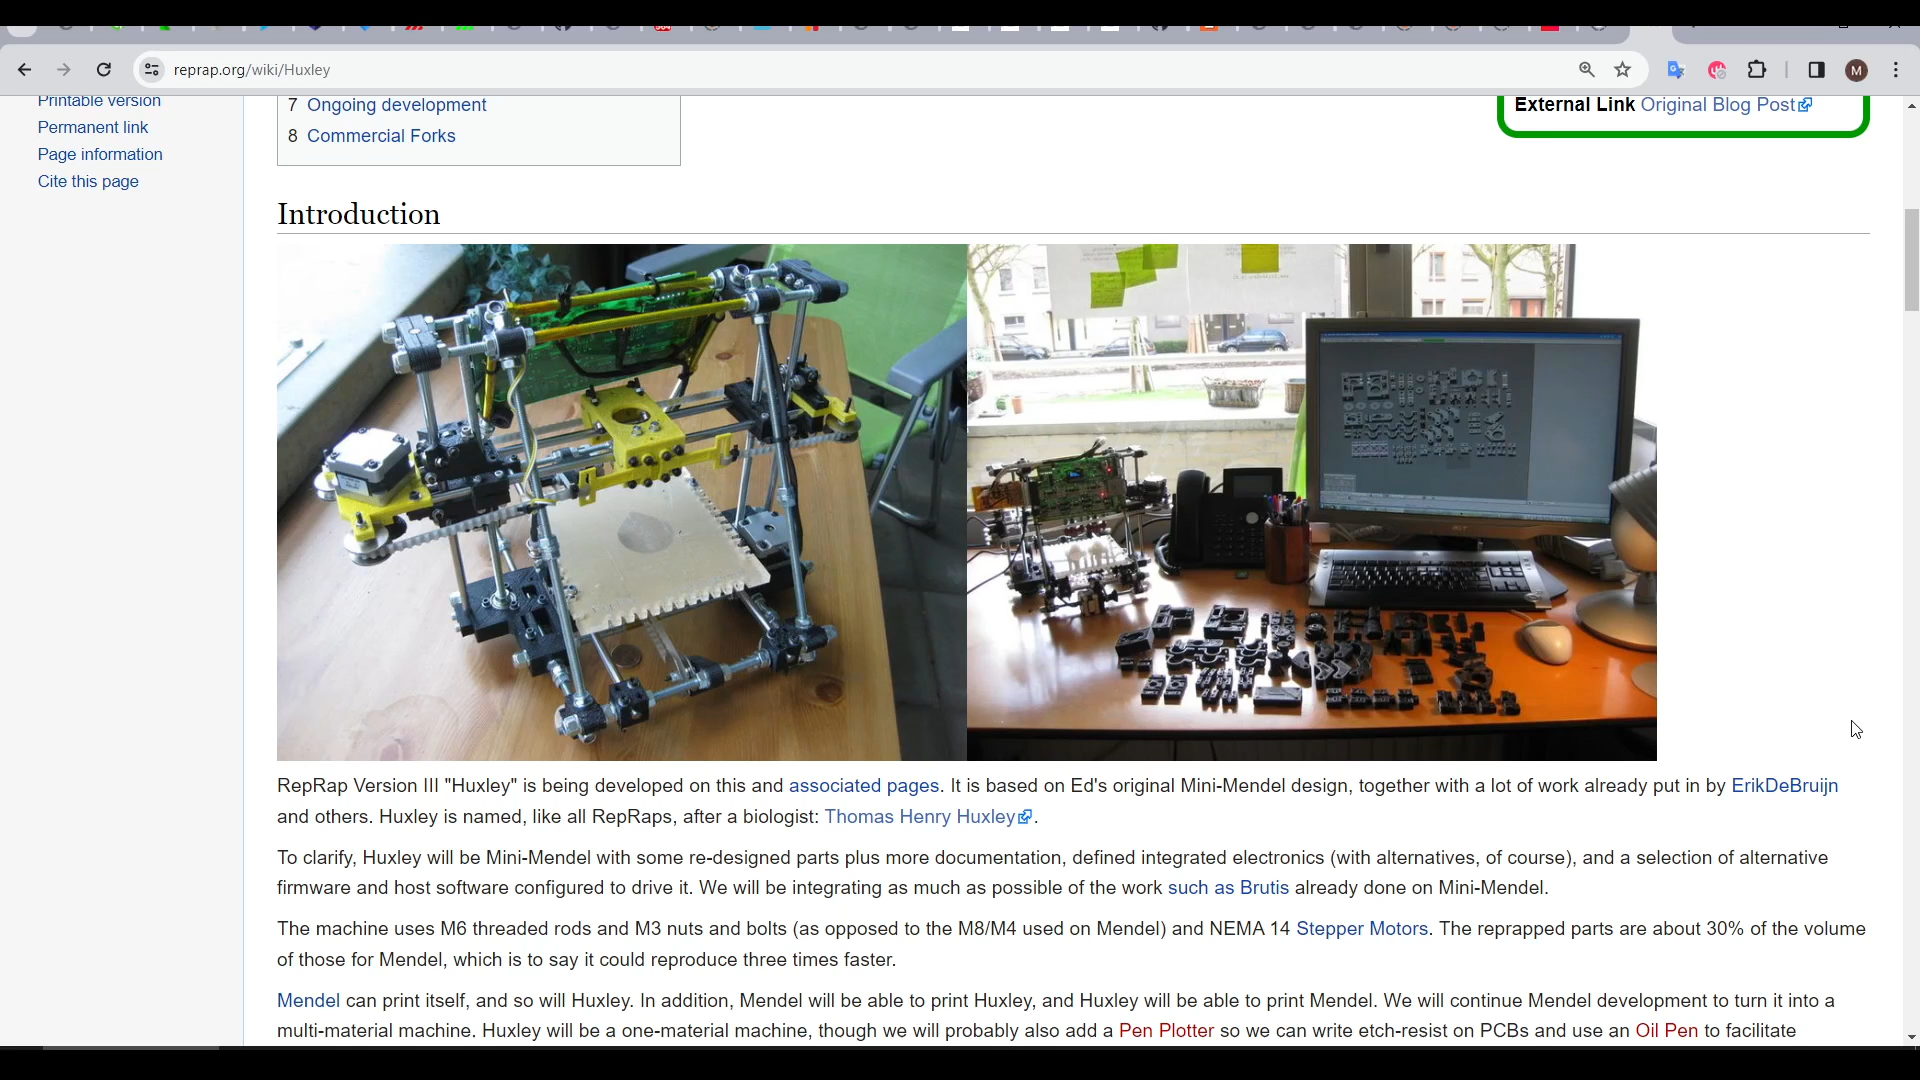 reprap.org/wiki/Huxley
M
Printable version
Permanent link
Page information
Cite this page
7 Ongoing development
8 Commercial Forks
External Link Original Blog Post
Introduction
RepRap Version III "Huxley" is being developed on this and associated pages. It is based on Ed's original Mini-Mendel design, together with a lot of work already put in by ErikDeBruijn
and others. Huxley is named, like all RepRaps, after a biologist: Thomas Henry Huxley.
To clarify, Huxley will be Mini-Mendel with some re-designed parts plus more documentation, defined integrated electronics (with alternatives, of course), and a selection of alternative
firmware and host software configured to drive it. We will be integrating as much as possible of the work such as Brutis already done on Mini-Mendel.
The machine uses M6 threaded rods and M3 nuts and bolts (as opposed to the M8/M4 used on Mendel) and NEMA 14 Stepper Motors. The reprapped parts are about 30% of the volume
of those for Mendel, which is to say it could reproduce three times faster.
Mendel can print itself, and so will Huxley. In addition, Mendel will be able to print Huxley, and Huxley will be able to print Mendel. We will continue Mendel development to turn it into a
multi-material machine. Huxley will be a one-material machine, though we will probably also add a Pen Plotter so we can write etch-resist on PCBs and use an Oil Pen to facilitate